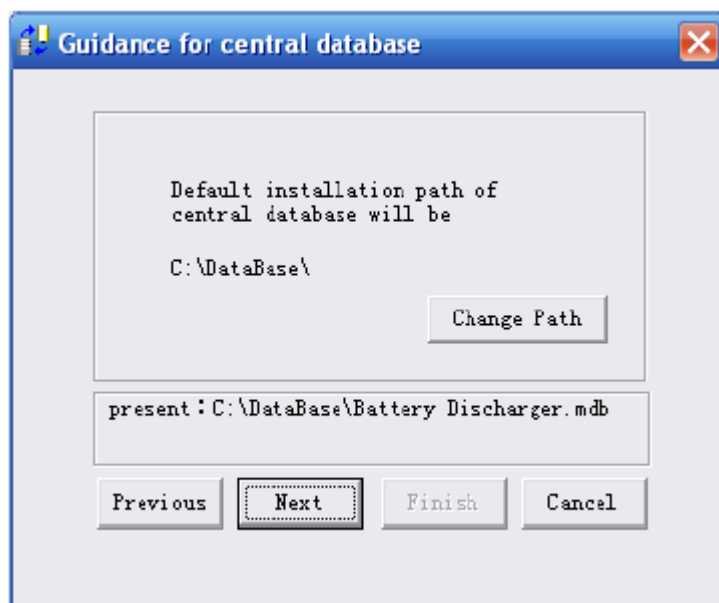 Guidance for central database
Default installation path of
central database will be
C:\DataBase\
Change Path
present：C:\DataBase\Battery Discharger.mdb
Previous
Next
Finish
Cancel